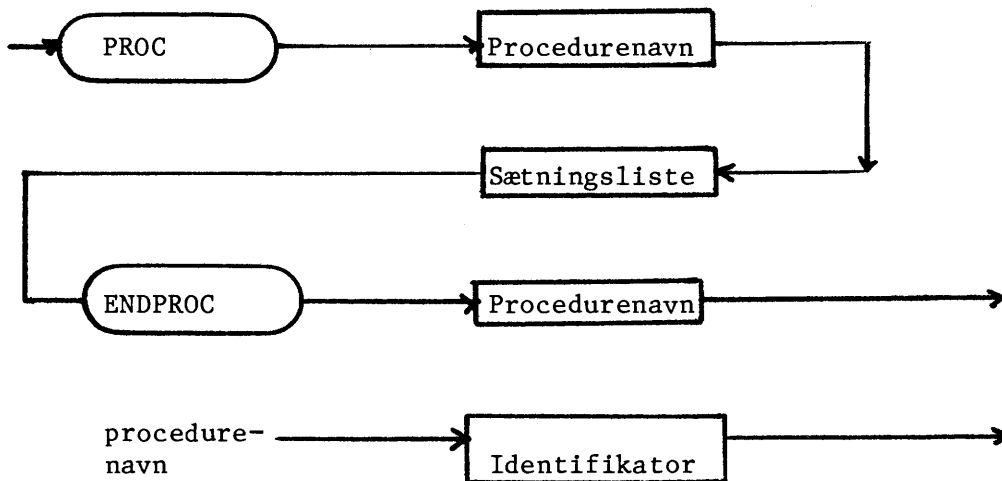 PROC Procedurenavn
Sætningsliste
ENDPROC Procedurenavn
procedure-
navn Identifikator